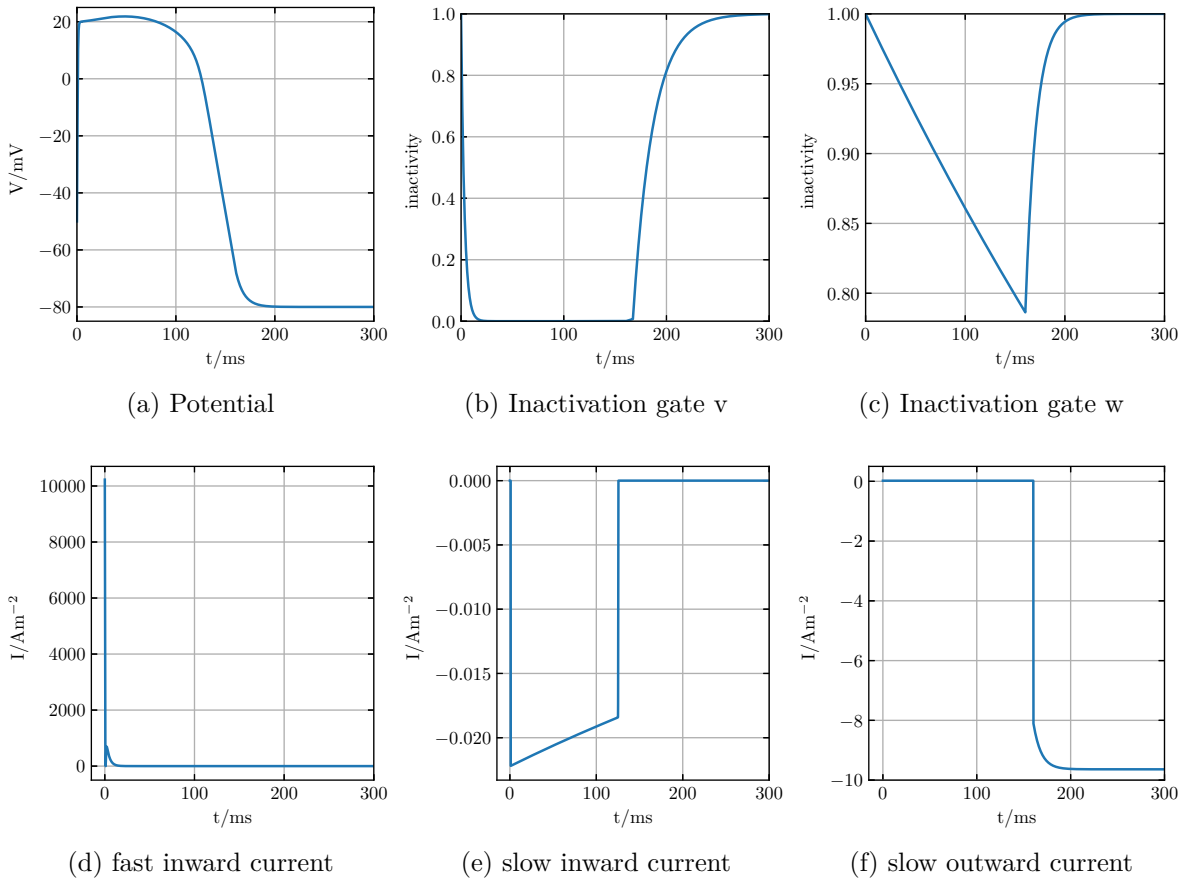 20
0
−20
−40
−60
−80
V/mV
0 100 200 300
t/ms
(a) Potential
1.0
0.8
0.6
0.4
0.2
0.0
inactivity
0 100 200 300
t/ms
(b) Inactivation gate v
1.00
0.95
0.90
0.85
0.80
inactivity
0 100 200 300
t/ms
(c) Inactivation gate w
10000
8000
6000
4000
2000
0
I/Am⁻²
0 100 200 300
t/ms
(d) fast inward current
0.000
−0.005
−0.010
−0.015
−0.020
I/Am⁻²
0 100 200 300
t/ms
(e) slow inward current
0
−2
−4
−6
−8
−10
I/Am⁻²
0 100 200 300
t/ms
(f) slow outward current